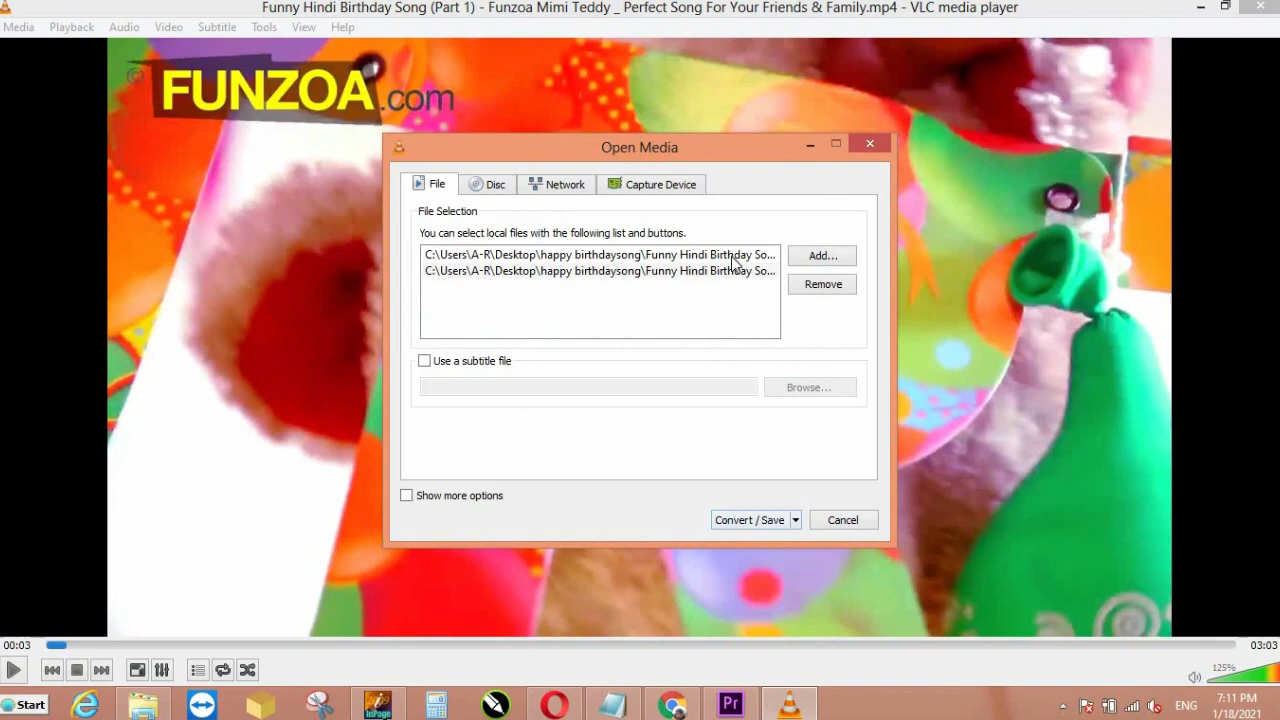 Funny Hindi Birthday Song (Part 1) - Funzoa Mimi Teddy _ Perfect Song For Your Friends & Family.mp4 - VLC media player
Media Playback Audio Video Subtitle Tools View Help
© FUNZOA.com
Open Media
File Disc Network Capture Device
File Selection
You can select local files with the following list and buttons.
C:\Users\A-R\Desktop\happy birthdaysong\Funny Hindi Birthday So...
Add...
C:\Users\A-R\Desktop\happy birthdaysong\Funny Hindi Birthday So...
Remove
Use a subtitle file
Browse...
Show more options
Convert / Save Cancel
00:03 03:03
125%
Start InPage Pr ENG
7:11 PM
1/18/2021